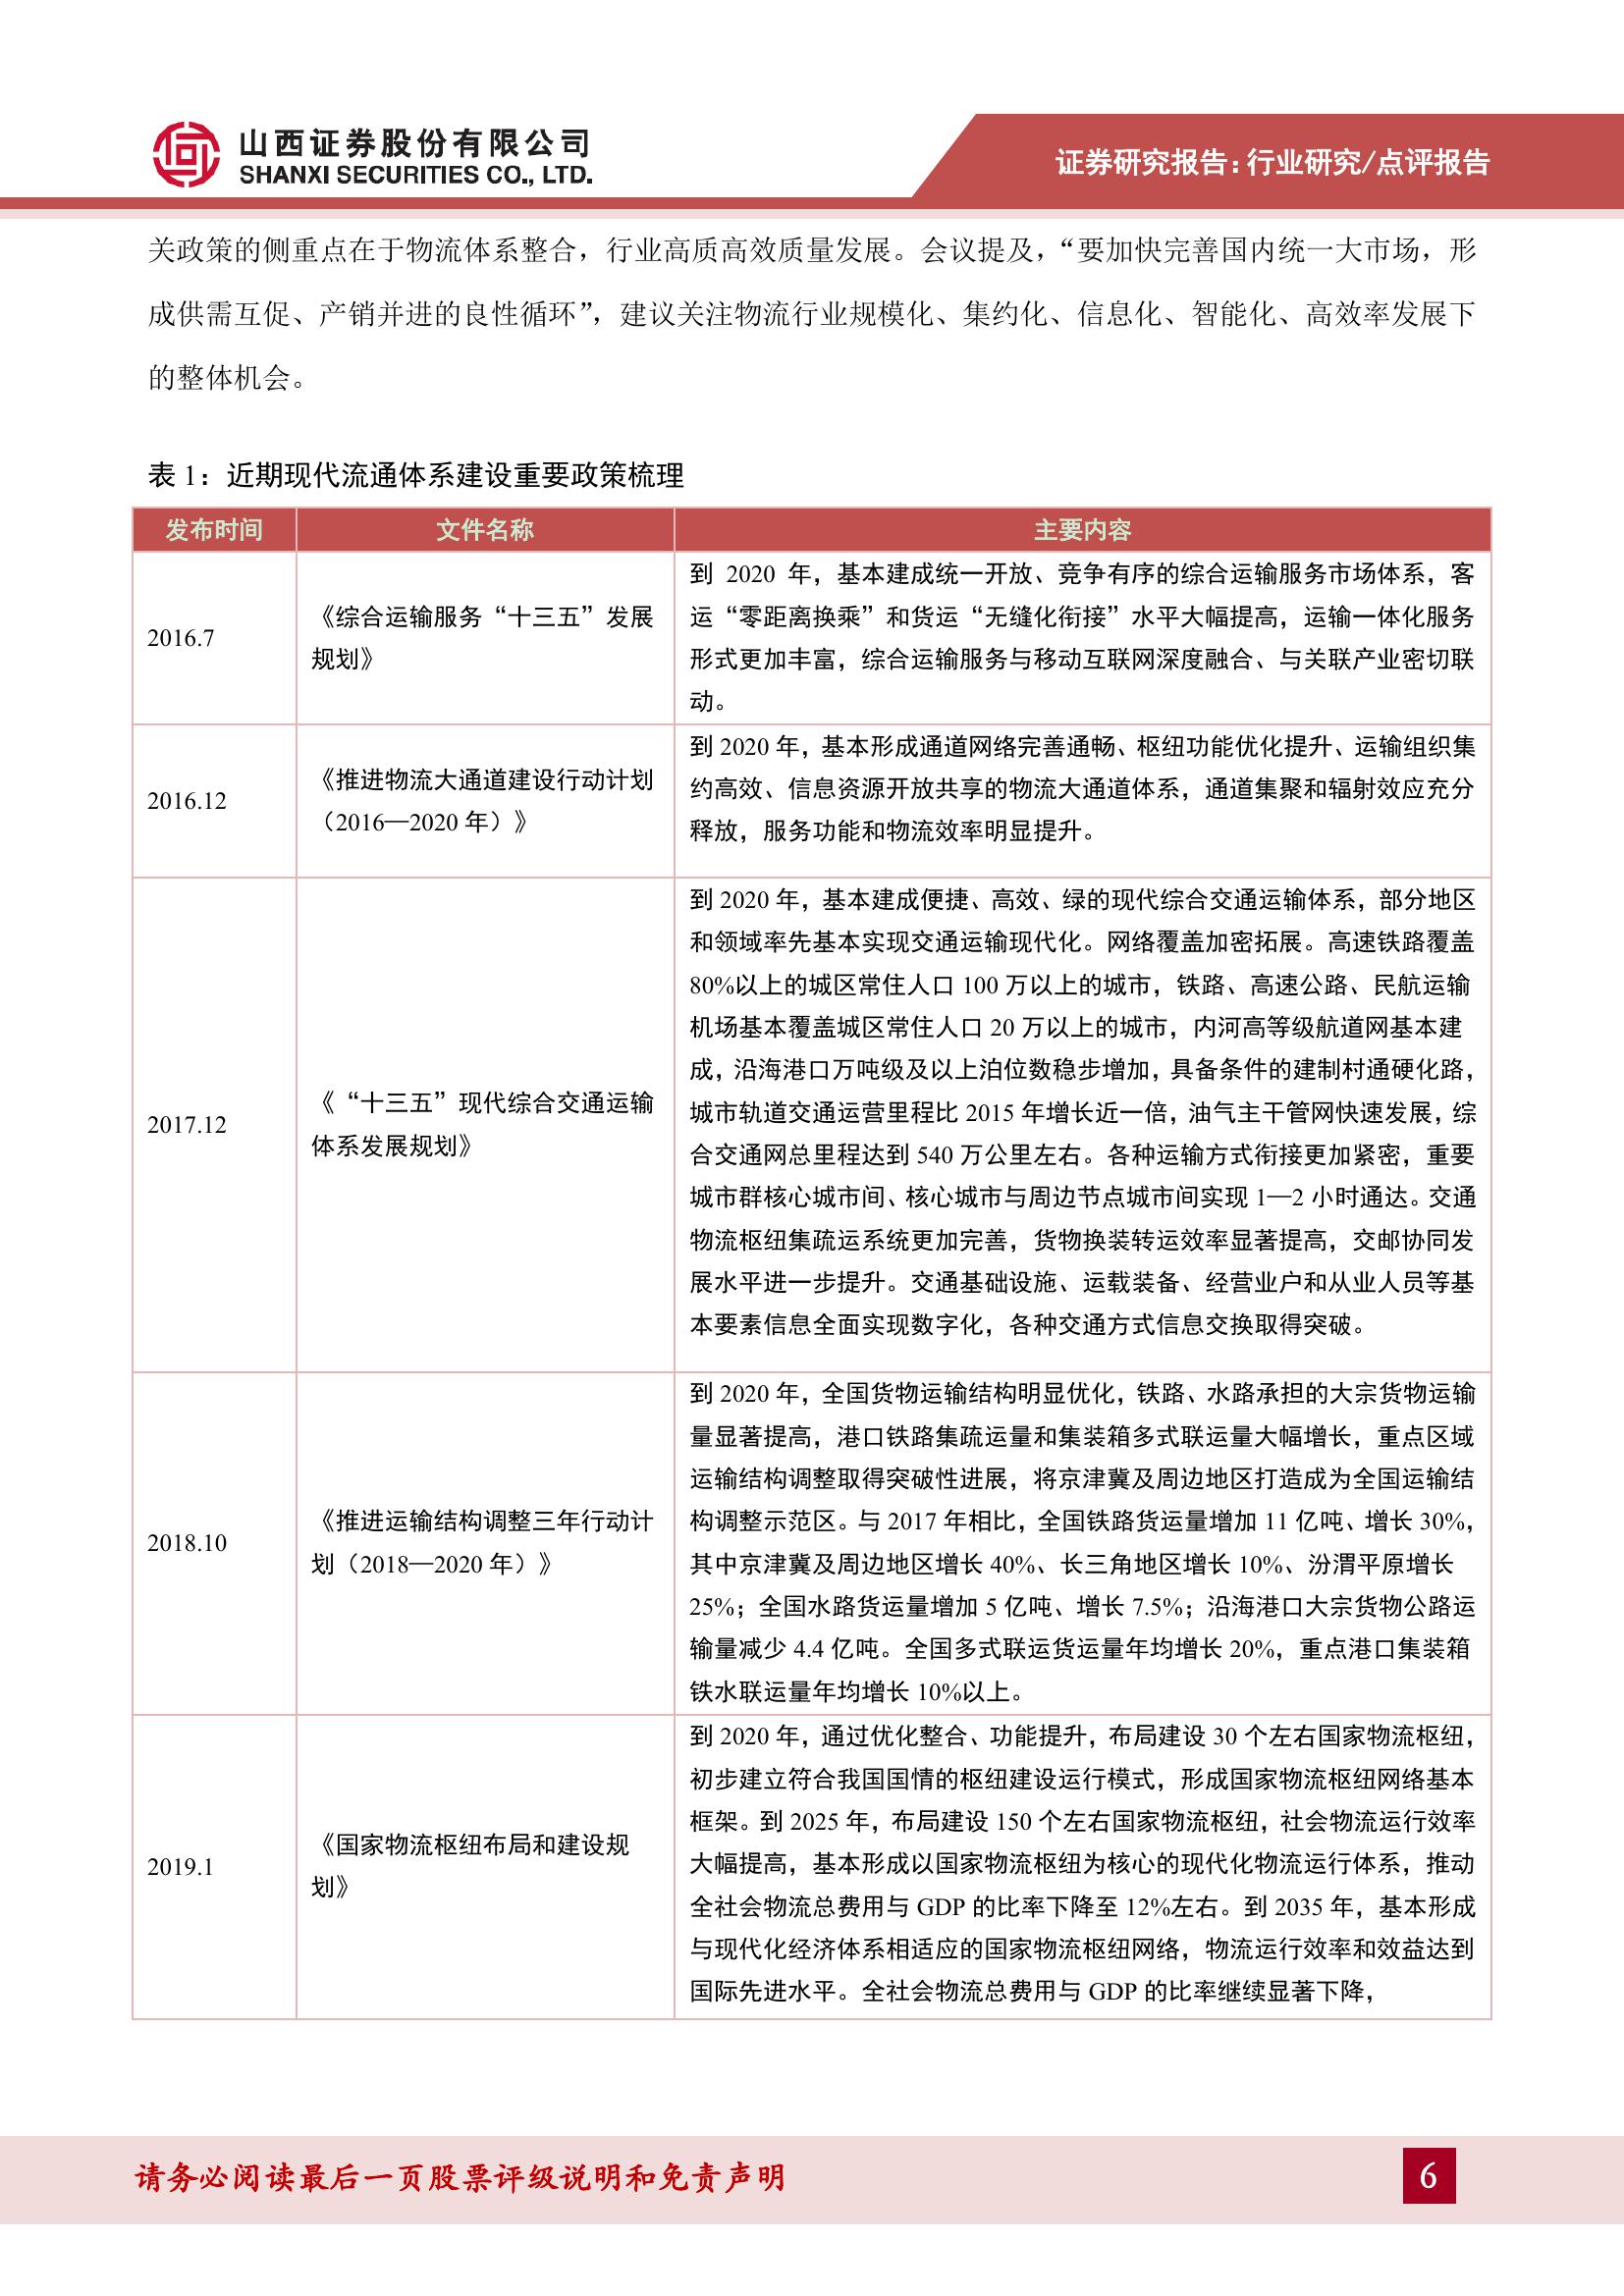 山西证券股份有限公司
SHANXI SECURITIES CO., LTD.
证券研究报告：行业研究/点评报告
关政策的侧重点在于物流体系整合，行业高质高效质量发展。会议提及，“要加快完善国内统一大市场，形
成供需互促、产销并进的良性循环”，建议关注物流行业规模化、集约化、信息化、智能化、高效率发展下
的整体机会。
表 1：近期现代流通体系建设重要政策梳理
发布时间 文件名称 主要内容
2016.7
《综合运输服务“十三五”发展
规划》
到 2020 年，基本建成统一开放、竞争有序的综合运输服务市场体系，客
运“零距离换乘”和货运“无缝化衔接”水平大幅提高，运输一体化服务
形式更加丰富，综合运输服务与移动互联网深度融合、与关联产业密切联
动。
2016.12
《推进物流大通道建设行动计划
（2016—2020 年）》
到 2020 年，基本形成通道网络完善通畅、枢纽功能优化提升、运输组织集
约高效、信息资源开放共享的物流大通道体系，通道集聚和辐射效应充分
释放，服务功能和物流效率明显提升。
2017.12
《“十三五”现代综合交通运输
体系发展规划》
到 2020 年，基本建成便捷、高效、绿的现代综合交通运输体系，部分地区
和领域率先基本实现交通运输现代化。网络覆盖加密拓展。高速铁路覆盖
80%以上的城区常住人口 100 万以上的城市，铁路、高速公路、民航运输
机场基本覆盖城区常住人口 20 万以上的城市，内河高等级航道网基本建
成，沿海港口万吨级及以上泊位数稳步增加，具备条件的建制村通硬化路，
城市轨道交通运营里程比 2015 年增长近一倍，油气主干管网快速发展，综
合交通网总里程达到 540 万公里左右。各种运输方式衔接更加紧密，重要
城市群核心城市间、核心城市与周边节点城市间实现 1—2 小时通达。交通
物流枢纽集疏运系统更加完善，货物换装转运效率显著提高，交邮协同发
展水平进一步提升。交通基础设施、运载装备、经营业户和从业人员等基
本要素信息全面实现数字化，各种交通方式信息交换取得突破。
2018.10
《推进运输结构调整三年行动计
划（2018—2020 年）》
到 2020 年，全国货物运输结构明显优化，铁路、水路承担的大宗货物运输
量显著提高，港口铁路集疏运量和集装箱多式联运量大幅增长，重点区域
运输结构调整取得突破性进展，将京津冀及周边地区打造成为全国运输结
构调整示范区。与 2017 年相比，全国铁路货运量增加 11 亿吨、增长 30%，
其中京津冀及周边地区增长 40%、长三角地区增长 10%、汾渭平原增长
25%；全国水路货运量增加 5 亿吨、增长 7.5%；沿海港口大宗货物公路运
输量减少 4.4 亿吨。全国多式联运货运量年均增长 20%，重点港口集装箱
铁水联运量年均增长 10%以上。
2019.1
《国家物流枢纽布局和建设规
划》
到 2020 年，通过优化整合、功能提升，布局建设 30 个左右国家物流枢纽，
初步建立符合我国国情的枢纽建设运行模式，形成国家物流枢纽网络基本
框架。到 2025 年，布局建设 150 个左右国家物流枢纽，社会物流运行效率
大幅提高，基本形成以国家物流枢纽为核心的现代化物流运行体系，推动
全社会物流总费用与 GDP 的比率下降至 12%左右。到 2035 年，基本形成
与现代化经济体系相适应的国家物流枢纽网络，物流运行效率和效益达到
国际先进水平。全社会物流总费用与 GDP 的比率继续显著下降，
请务必阅读最后一页股票评级说明和免责声明
6